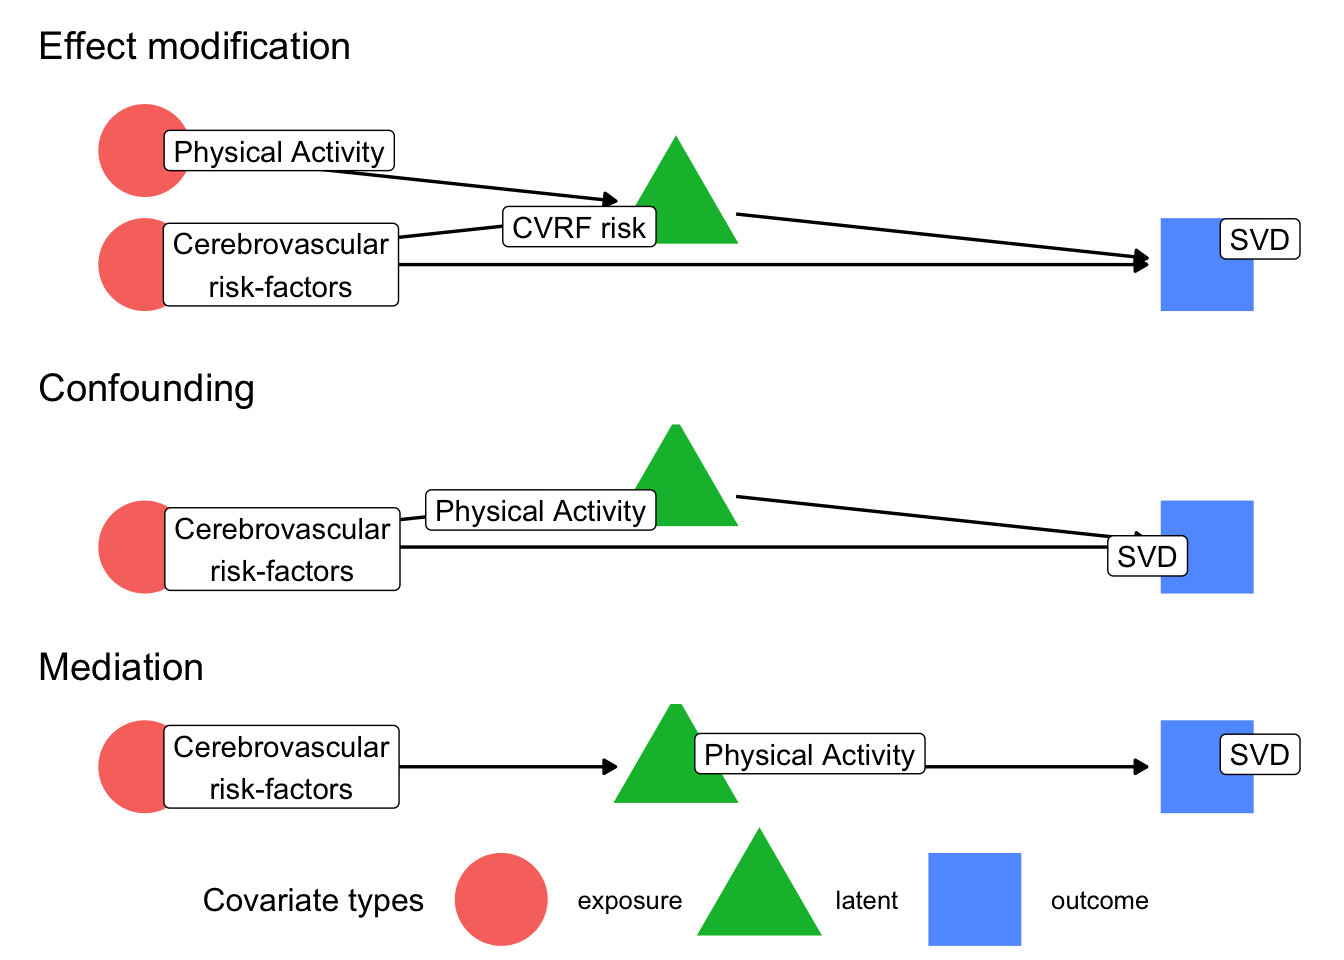 Effect modification
Physical Activity
CVRF risk
Cerebrovascular
risk-factors
SVD
Confounding
Physical Activity
Cerebrovascular
risk-factors
SVD
Mediation
Cerebrovascular
risk-factors
Physical Activity
SVD
Covariate types exposure latent outcome